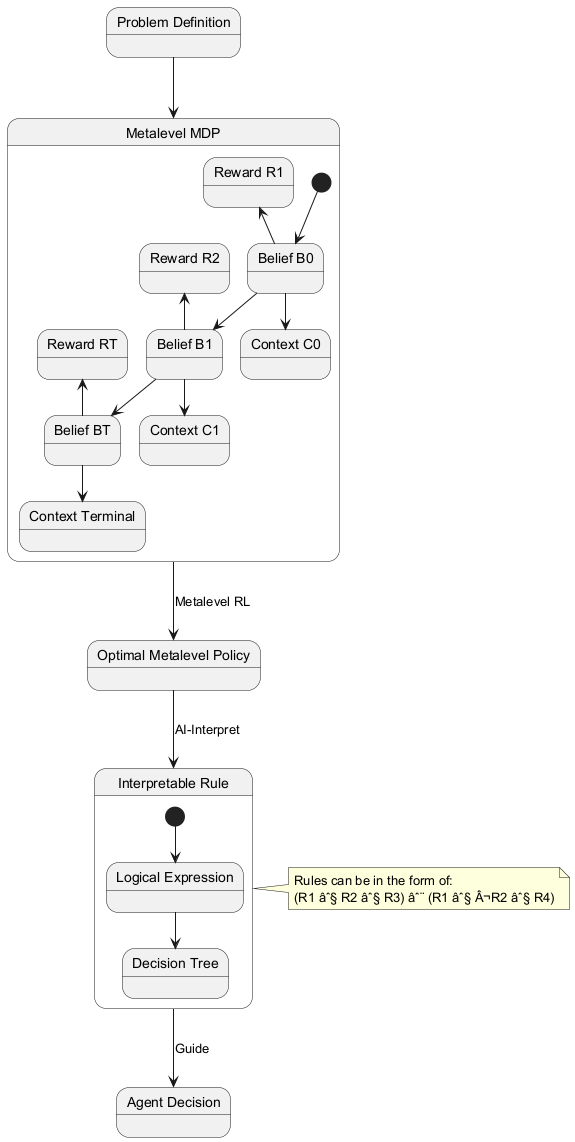 Problem Definition
Metalevel MDP
Reward R1
Reward R2
Belief B0
Reward RT
Belief B1
Context C0
Belief BT
Context C1
Context Terminal
Metalevel RL
Optimal Metalevel Policy
AI-Interpret
Interpretable Rule
Logical Expression
Rules can be in the form of:
(R1 âˆ§ R2 âˆ§ R3) âˆ¨ (R1 âˆ§ Â¬R2 âˆ§ R4)
Decision Tree
Guide
Agent Decision